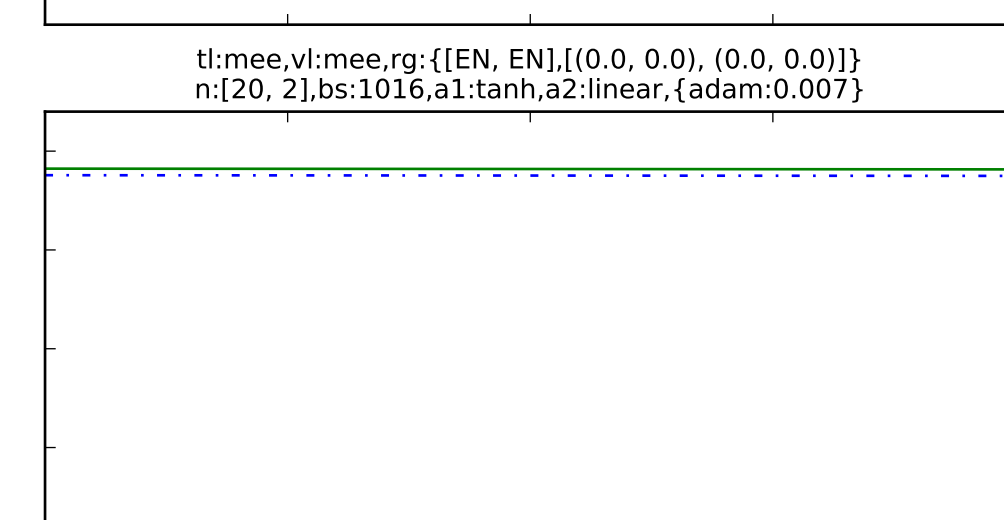 tl:mee,vl:mee,rg:{[EN, EN],[(0.0, 0.0), (0.0, 0.0)]}
n:[20, 2],bs:1016,a1:tanh,a2:linear,{adam:0.007}